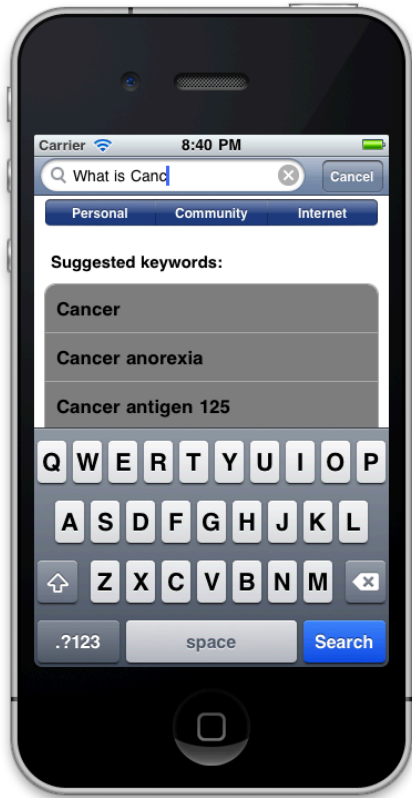 Carrier 8:40 PM
What is Canc Cancel
Personal Community Internet
Suggested keywords:
Cancer
Cancer anorexia
Cancer antigen 125
Q W E R T Y U I O P
A S D F G H J K L
Z X C V B N M
.?123 space Search